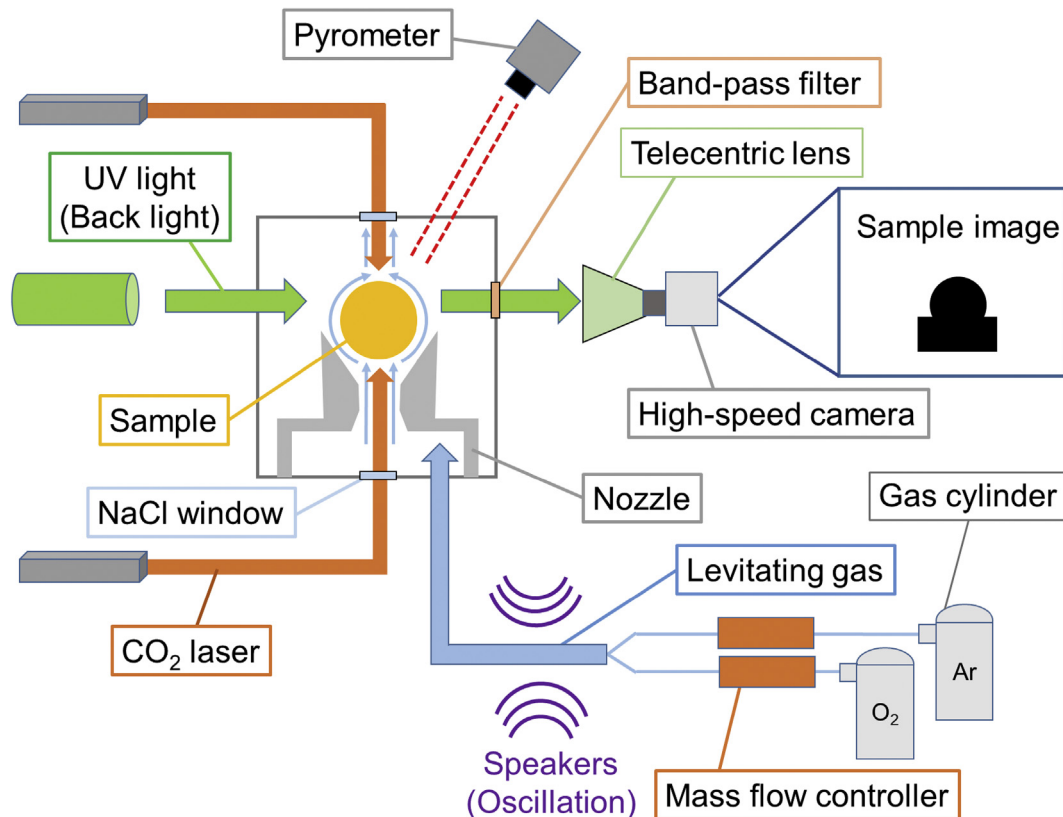 Pyrometer
Band-pass filter
Telecentric lens
UV light
(Back light)
Sample image
Sample
High-speed camera
NaCl window
Nozzle
Gas cylinder
Levitating gas
CO₂ laser
Ar
O₂
Speakers
(Oscillation)
Mass flow controller